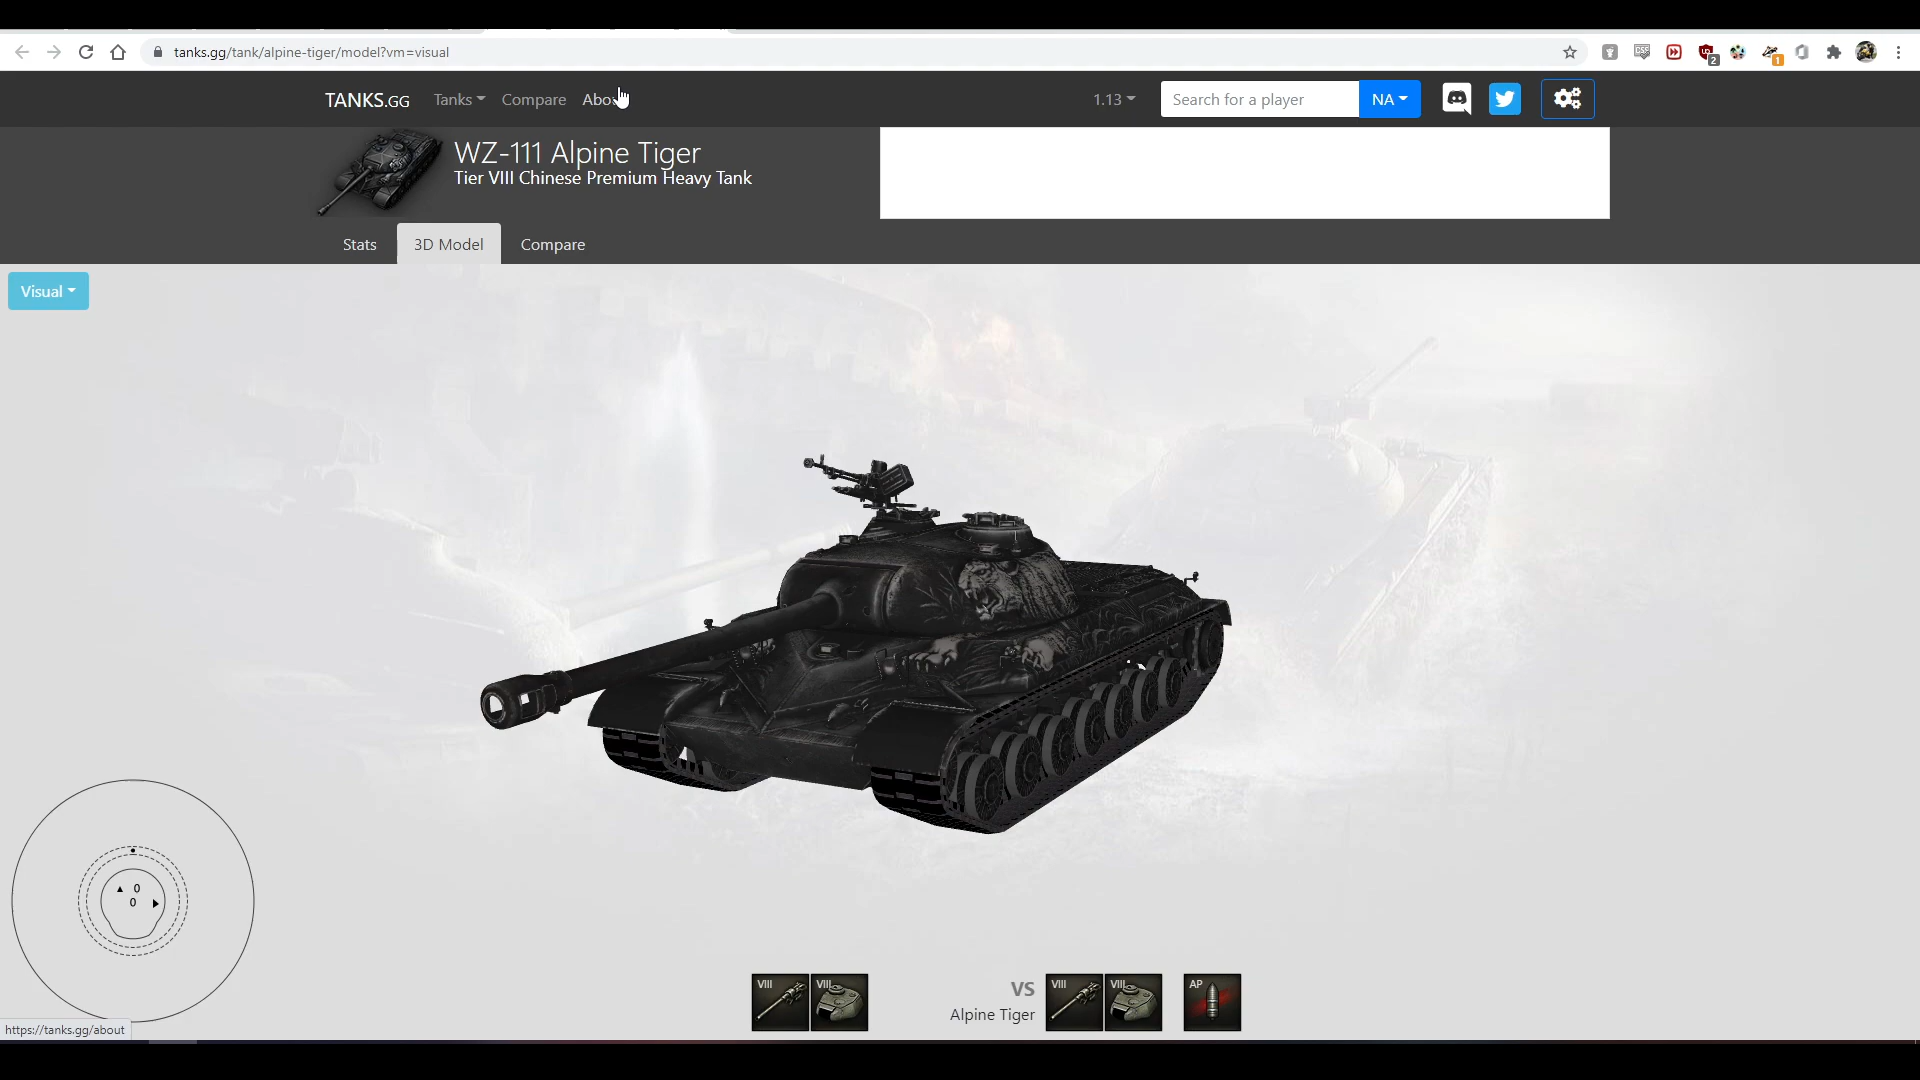 tanks.gg/tank/alpine-tiger/model?vm=visual
2
1
TANKS.GG
Tanks
Compare
1.13
Search for a player
NA
WZ-111 Alpine Tiger
Tier VIII Chinese Premium Heavy Tank
Stats
3D Model
Compare
Visual
0
0
VIII
VIII
VS
Alpine Tiger
VIII
VIII
AP
https://tanks.gg/about